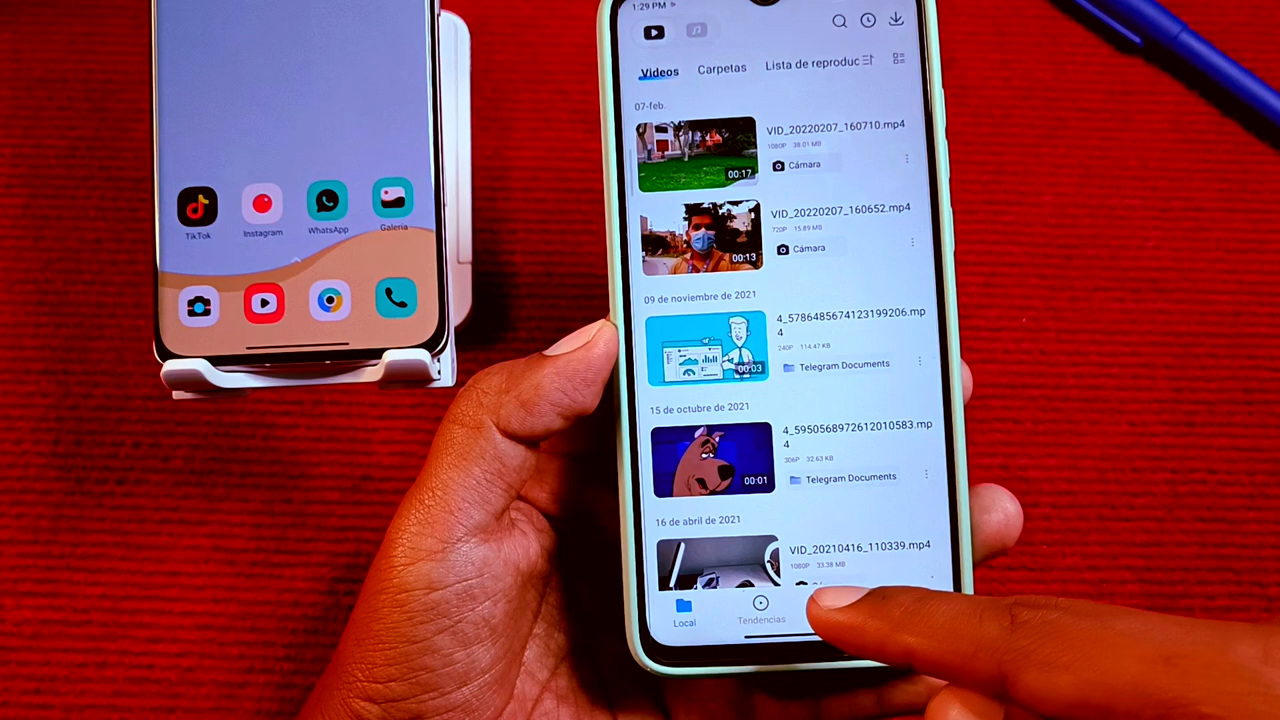 TikTok
Instagram
WhatsApp
Galeria
1:29 PM
Videos
Carpetas
Lista de reproduc
07-feb.
VID_20220207_160710.mp4
1080P 38.01 MB
Cámara
00:17
VID_20220207_160652.mp4
720P 15.89 MB
Cámara
00:13
09 de noviembre de 2021
4_5786485674123199206.mp
4
240P 114.47 KB
Telegram Documents
00:03
15 de octubre de 2021
4_5950568972612010583.mp
4
306P 32.63 KB
Telegram Documents
00:01
16 de abril de 2021
VID_20210416_110339.mp4
1080P 33.38 MB
Local
Tendencias